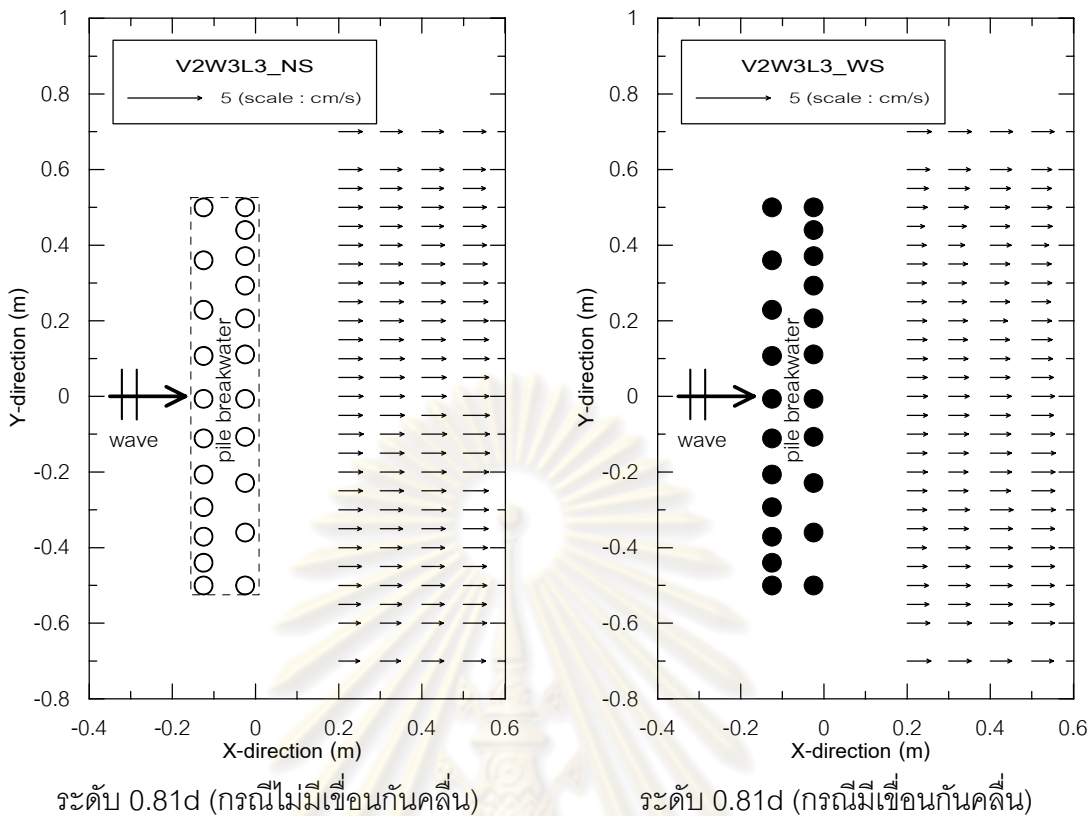 V2W3L3_NS
5 (scale : cm/s)
1
0.8
0.6
0.4
0.2
0
-0.2
-0.4
-0.6
-0.8
Y-direction (m)
wave
pile breakwater
-0.4 -0.2 0 0.2 0.4 0.6
X-direction (m)
ระดับ 0.81d (กรณีไม่มีเขื่อนกันคลื่น)
V2W3L3_WS
5 (scale : cm/s)
1
0.8
0.6
0.4
0.2
0
-0.2
-0.4
-0.6
-0.8
Y-direction (m)
wave
pile breakwater
-0.4 -0.2 0 0.2 0.4 0.6
X-direction (m)
ระดับ 0.81d (กรณีมีเขื่อนกันคลื่น)